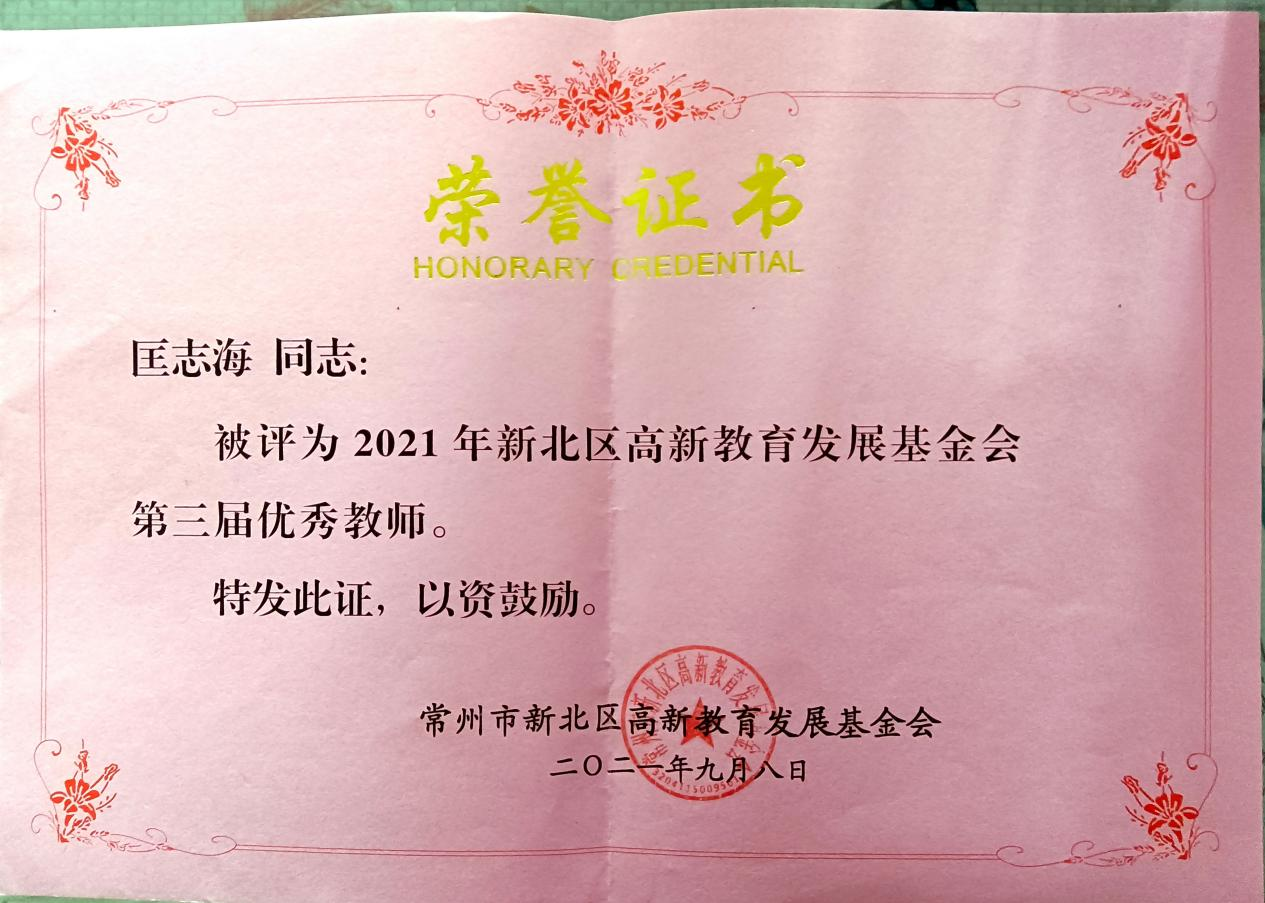 荣誉证书
HONORARY CREDENTIAL
匡志海 同志：
被评为 2021 年新北区高新教育发展基金会
第三届优秀教师。
特发此证，以资鼓励。
常州市新北区高新教育发展基金会
二〇二一年九月八日